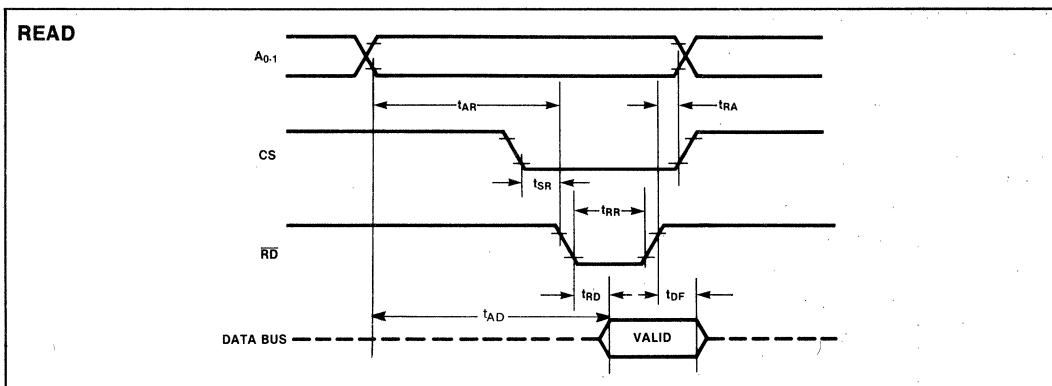 READ
A0-1
tAR
tRA
CS
tSR
tRR
RD
tRD
tDF
tAD
DATA BUS
VALID